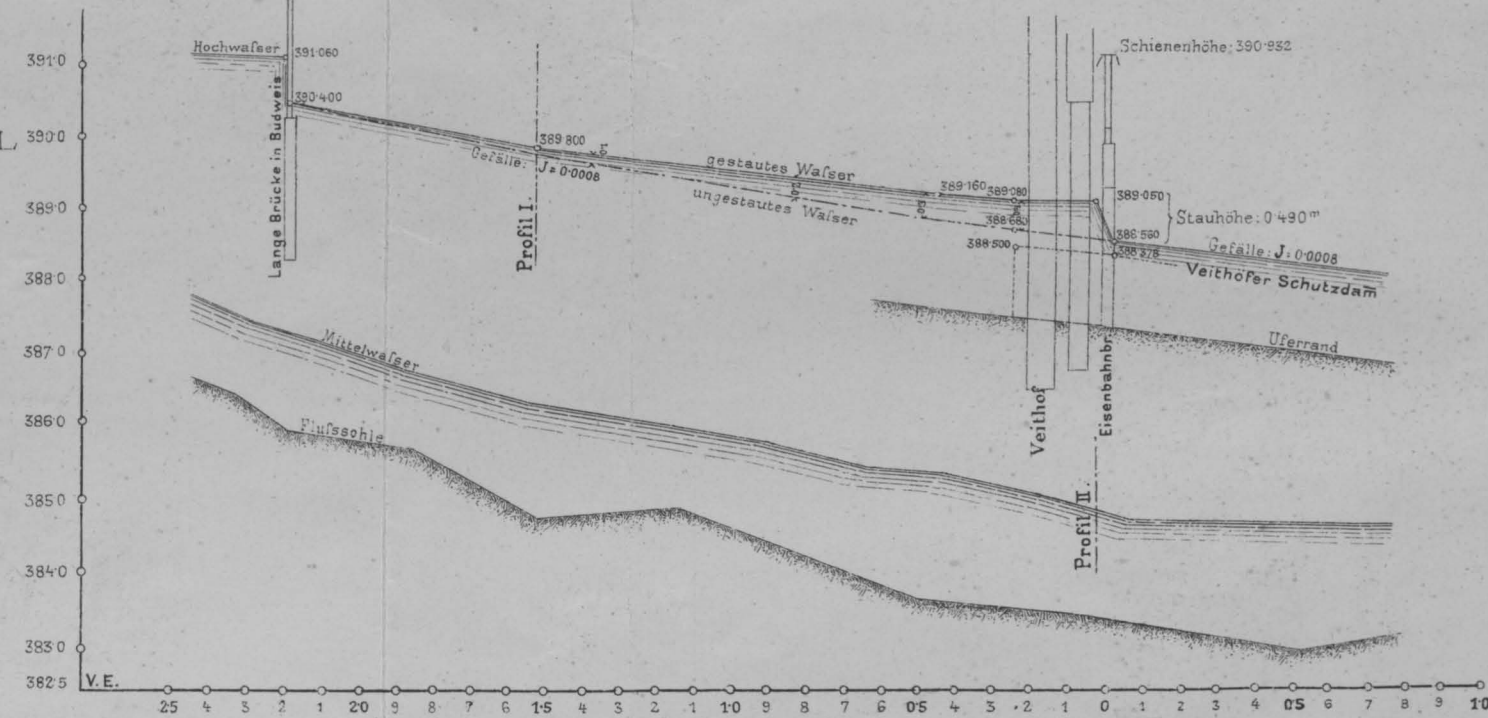 Hochwaſser
391·060
391·0
Lange Brücke in Budweis
390·400
390·0
389·800
Gefälle: J = 0·0008
Profil I.
gestautes Waſser
ungestautes Waſser
389·160
389·080
388·680
388·500
Schienenhöhe: 390·932
389·050
Stauhöhe: 0·490ᵐ
388·560
388·376
Gefälle: J = 0·0008
Veithöfer Schutzdam̅
389·0
388·0
387·0
Mittelwaſser
Uferrand
Veithof
Eisenbahnbr.
386·0
Fluſssohle
385·0
Profil II.
384·0
383·0
382·5
V. E.
2·5 4 3 2 1 2·0 9 8 7 6 1·5 4 3 2 1 1·0 9 8 7 6 0·5 4 3 ·2 1 0 1 2 3 4 0·5 6 7 8 9 1·0